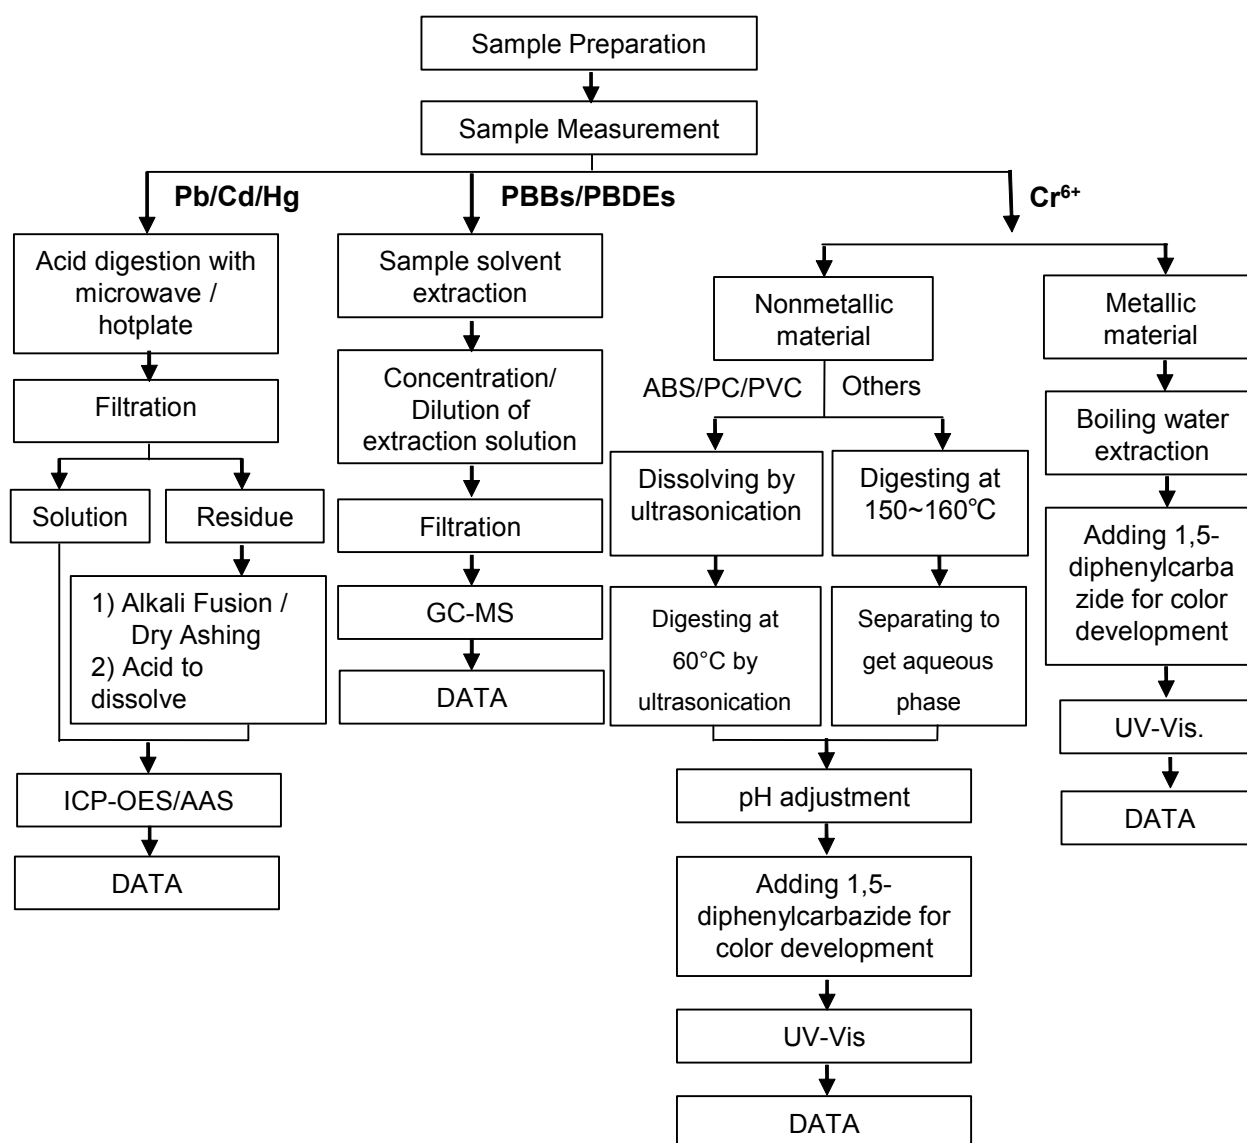 Sample Preparation
Sample Measurement
Pb/Cd/Hg
PBBs/PBDEs
Cr⁶⁺
Acid digestion with
microwave /
hotplate
Filtration
Solution
Residue
1) Alkali Fusion /
Dry Ashing
2) Acid to
dissolve
ICP-OES/AAS
DATA
Sample solvent
extraction
Concentration/
Dilution of
extraction solution
Filtration
GC-MS
DATA
Nonmetallic
material
ABS/PC/PVC
Others
Dissolving by
ultrasonication
Digesting at
60°C by
ultrasonication
Digesting at
150~160℃
Separating to
get aqueous
phase
pH adjustment
Adding 1,5-
diphenylcarbazide for
color development
UV-Vis
DATA
Metallic
material
Boiling water
extraction
Adding 1,5-
diphenylcarba
zide for color
development
UV-Vis.
DATA